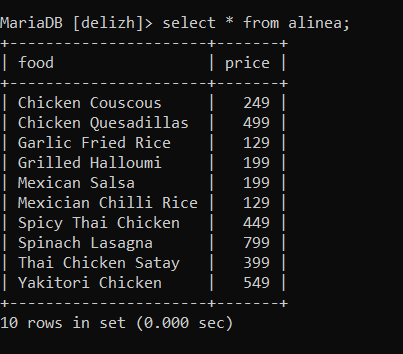 MariaDB [delizh]> select * from alinea;
+---------------------+-------+
| food                | price |
+---------------------+-------+
| Chicken Couscous    |   249 |
| Chicken Quesadillas |   499 |
| Garlic Fried Rice   |   129 |
| Grilled Halloumi    |   199 |
| Mexican Salsa       |   199 |
| Mexician Chilli Rice |   129 |
| Spicy Thai Chicken  |   449 |
| Spinach Lasagna     |   799 |
| Thai Chicken Satay  |   399 |
| Yakitori Chicken    |   549 |
+---------------------+-------+
10 rows in set (0.000 sec)